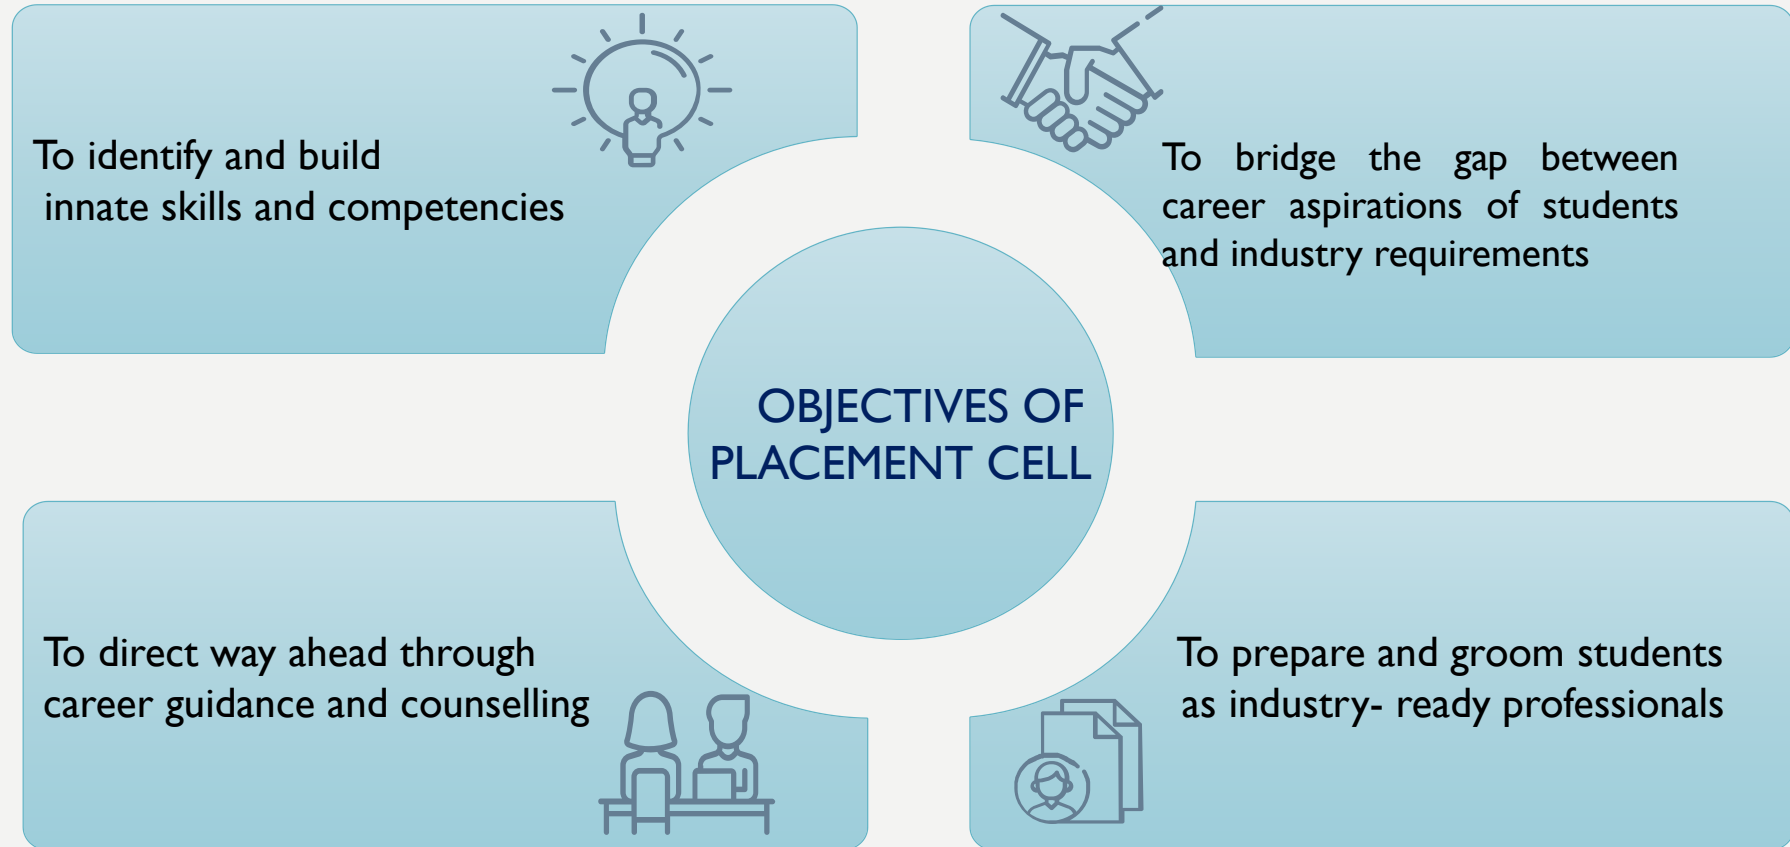 To identify and build
innate skills and competencies
To bridge the gap between
career aspirations of students
and industry requirements
OBJECTIVES OF
PLACEMENT CELL
To direct way ahead through
career guidance and counselling
To prepare and groom students
as industry- ready professionals